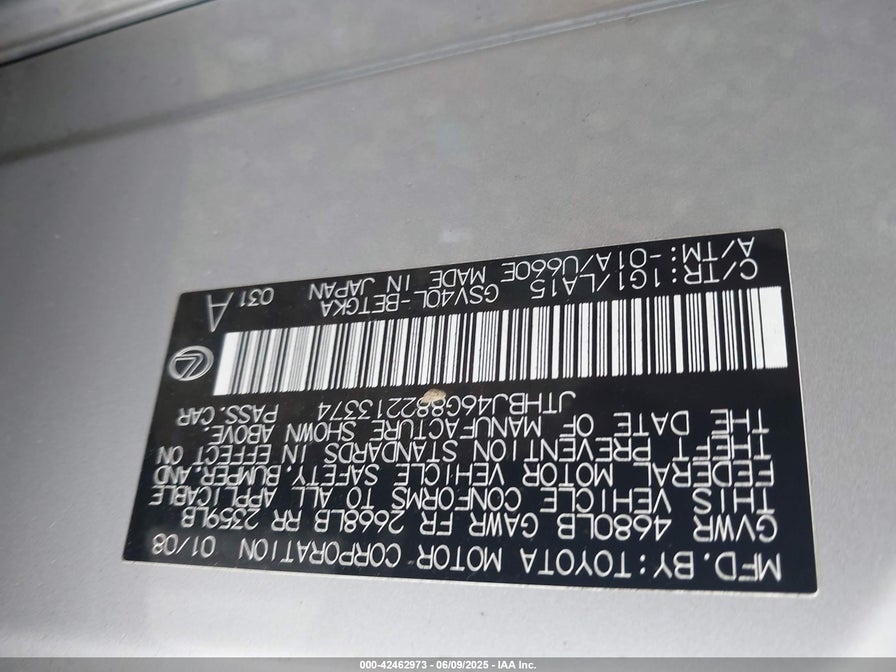 MFD. BY: TOYOTA MOTOR CORPORATION 01/08
GVWR 4680LB GAWR FR 2668LB RR 2359LB
THIS VEHICLE CONFORMS TO ALL APPLICABLE
FEDERAL MOTOR VEHICLE SAFETY, BUMPER, AND
THEFT PREVENTION STANDARDS IN EFFECT ON
THE DATE OF MANUFACTURE SHOWN ABOVE.
JTHBJ46G882213374 PASS. CAR
C/TR: 1G1/LA15 GSV40L-BETGKA
A/TM: -01A/U660E MADE IN JAPAN 031 A
000-42462973 - 06/09/2025 - IAA Inc.